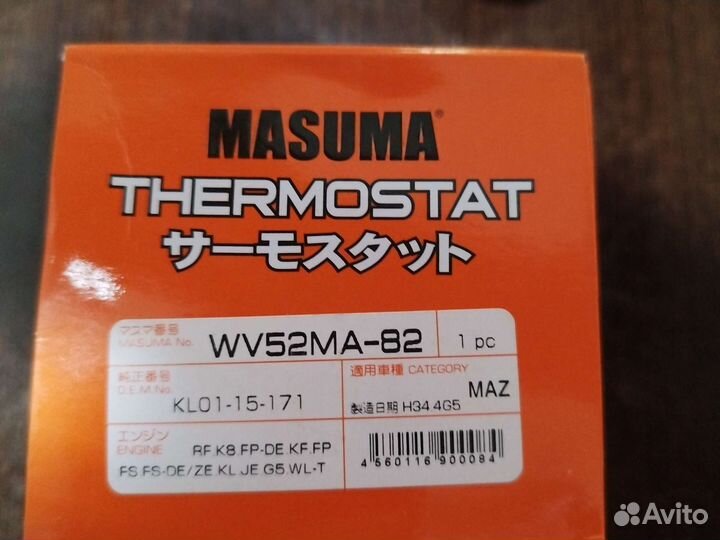 MASUMA®
THERMOSTAT
サーモスタット
マスマ番号
MASUMA No.
WV52MA-82
1 pc
純正番号
O.E.M.No.
KL01-15-171
適用車種 CATEGORY
MAZ
製造日期 H34.4G5
エンジン
ENGINE
RF.K8.FP-DE.KF.FP
FS.FS-DE/ZE.KL.JE.G5.WL-T
4 560116 900084
Avito